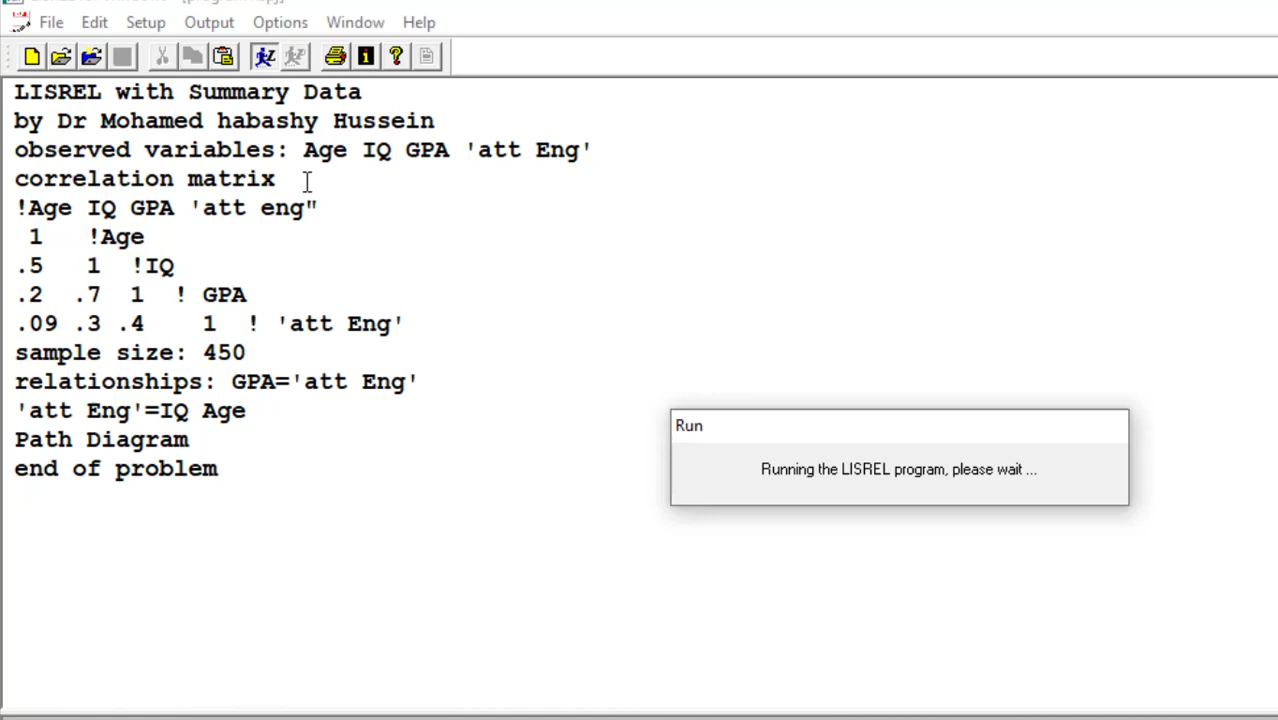 File Edit Setup Output Options Window Help
LISREL with Summary Data
by Dr Mohamed habashy Hussein
observed variables: Age IQ GPA 'att Eng'
correlation matrix
!Age IQ GPA 'att eng"
1 !Age
.5 1 !IQ
.2 .7 1 ! GPA
.09 .3 .4 1 ! 'att Eng'
sample size: 450
relationships: GPA='att Eng'
'att Eng'=IQ Age
Path Diagram
end of problem
Run
Running the LISREL program, please wait ...